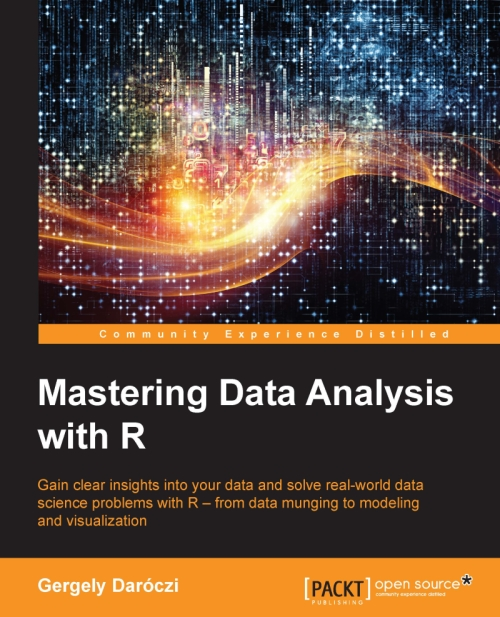 Community Experience Distilled
Mastering Data Analysis
with R
Gain clear insights into your data and solve real-world data
science problems with R – from data munging to modeling
and visualization
Gergely Daróczi
[PACKT]
PUBLISHING
open source*
community experience distilled